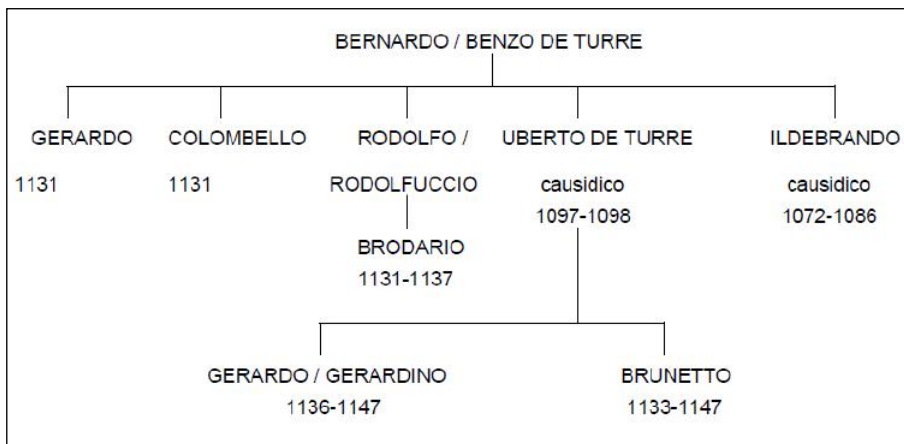 BERNARDO / BENZO DE TURRE
GERARDO COLOMBELLO RODOLFO / UBERTO DE TURRE ILDEBRANDO
1131 1131 RODOLFUCCIO causidico causidico
1097-1098 1072-1086
BRODARIO
1131-1137
GERARDO / GERARDINO BRUNETTO
1136-1147 1133-1147